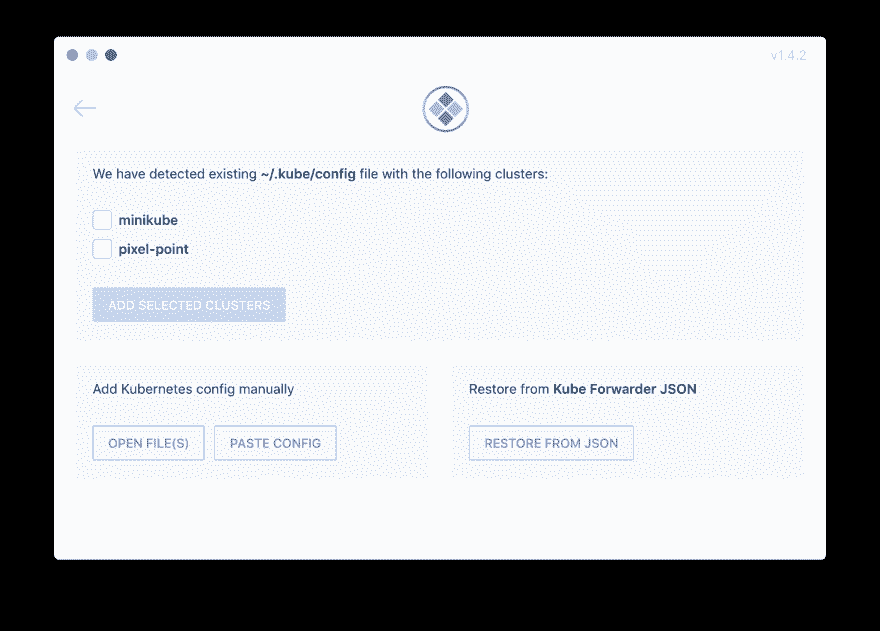 v1.4.2
We have detected existing ~/.kube/config file with the following clusters:
minikube
pixel-point
ADD SELECTED CLUSTERS
Add Kubernetes config manually
OPEN FILE(S) PASTE CONFIG
Restore from Kube Forwarder JSON
RESTORE FROM JSON